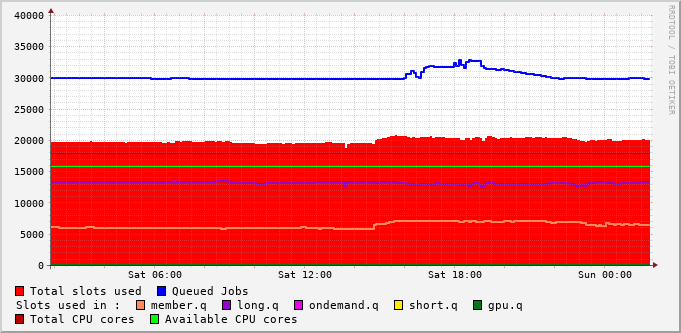 40000
35000
30000
25000
20000
15000
10000
5000
0
Sat 06:00 Sat 12:00 Sat 18:00 Sun 00:00
RRDTOOL / TOBI OETIKER
Total slots used Queued Jobs
Slots used in : member.q long.q ondemand.q short.q gpu.q
Total CPU cores Available CPU cores